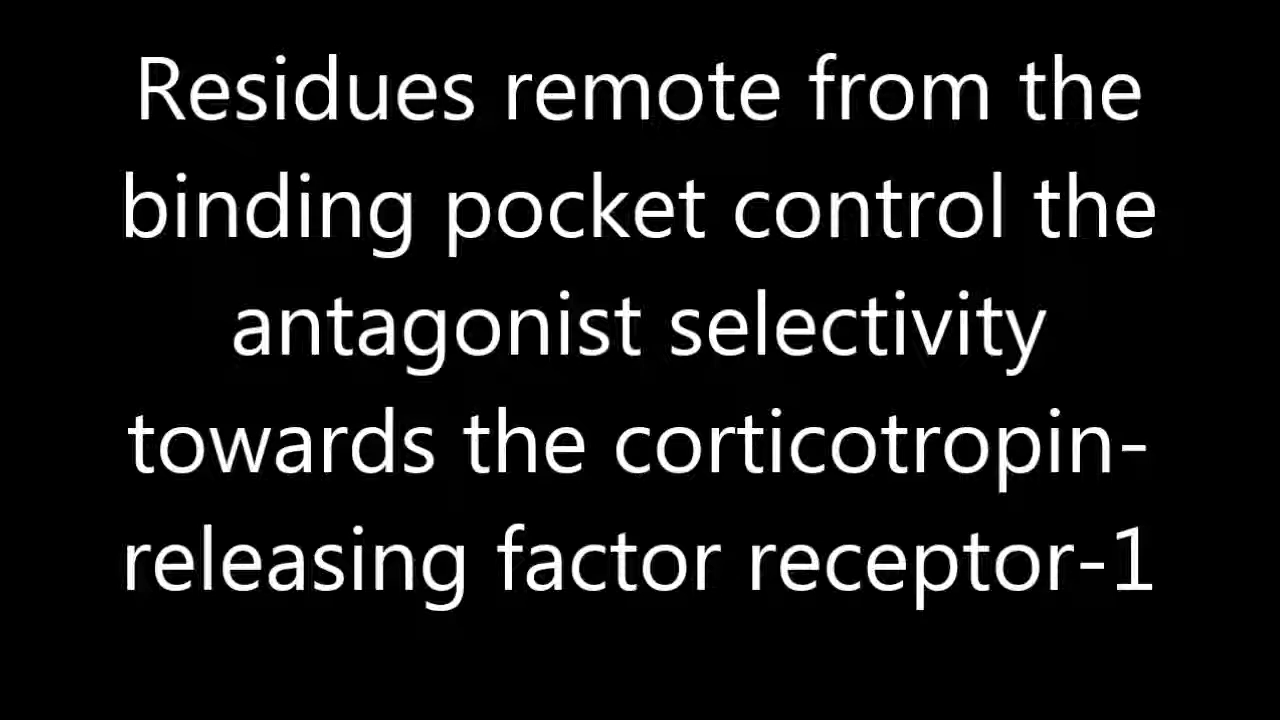 Residues remote from the
binding pocket control the
antagonist selectivity
towards the corticotropin-
releasing factor receptor-1